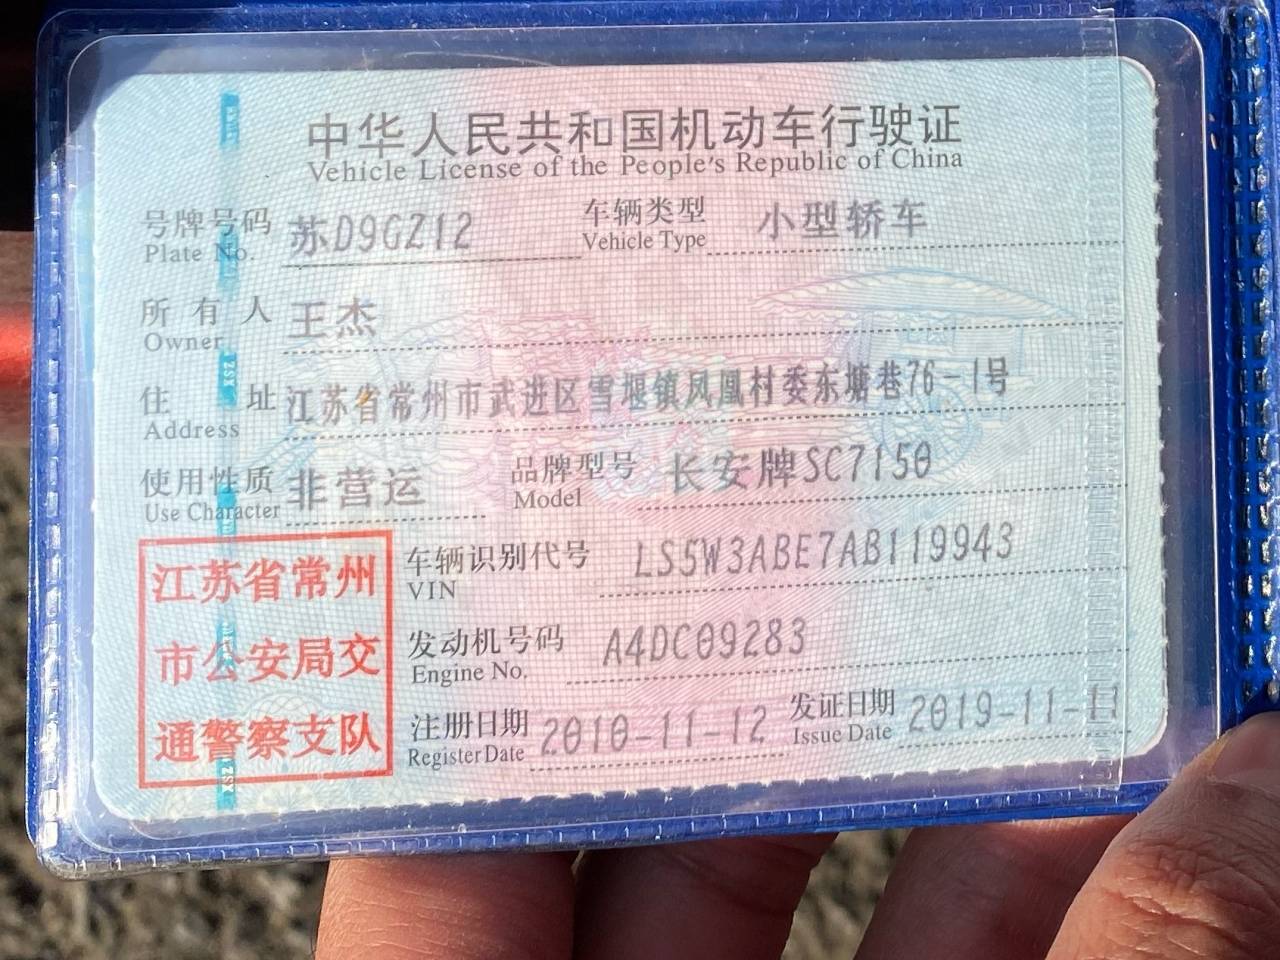 中华人民共和国机动车行驶证
Vehicle License of the People's Republic of China
号牌号码 苏D9GZ12 车辆类型 小型轿车
Plate No. Vehicle Type
所有人 王杰
Owner
住址 江苏省常州市武进区雪堰镇凤凰村委东塘巷76-1号
Address
使用性质 非营运 品牌型号 长安牌SC7150
Use Character Model
江苏省常州
市公安局交
通警察支队
车辆识别代号 LS5W3ABE7AB119943
VIN
发动机号码 A4DC09283
Engine No.
注册日期 2010-11-12 发证日期 2019-11-11
Register Date Issue Date